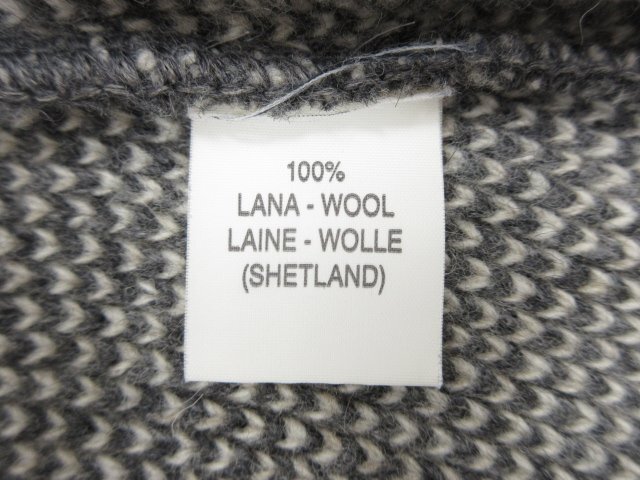 100%
LANA - WOOL
LAINE - WOLLE
(SHETLAND)